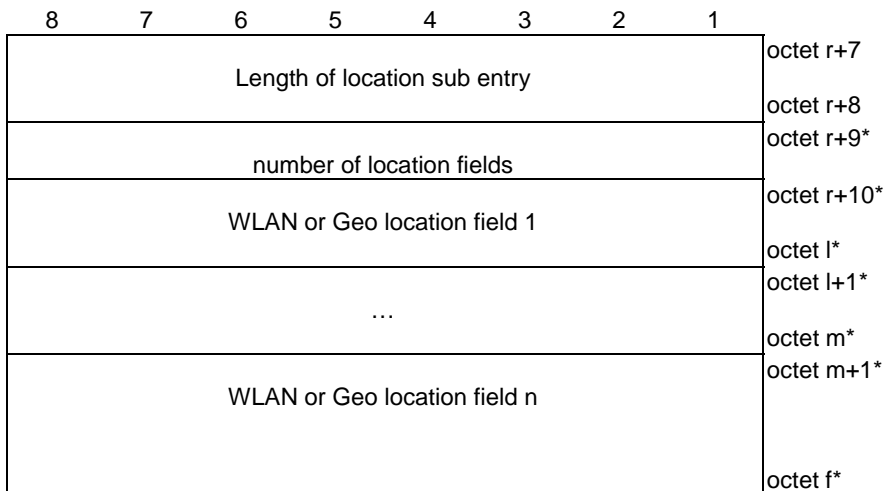 8 7 6 5 4 3 2 1
octet r+7
Length of location sub entry
octet r+8
octet r+9*
number of location fields
octet r+10*
WLAN or Geo location field 1
octet l*
octet l+1*
…
octet m*
octet m+1*
WLAN or Geo location field n
octet f*